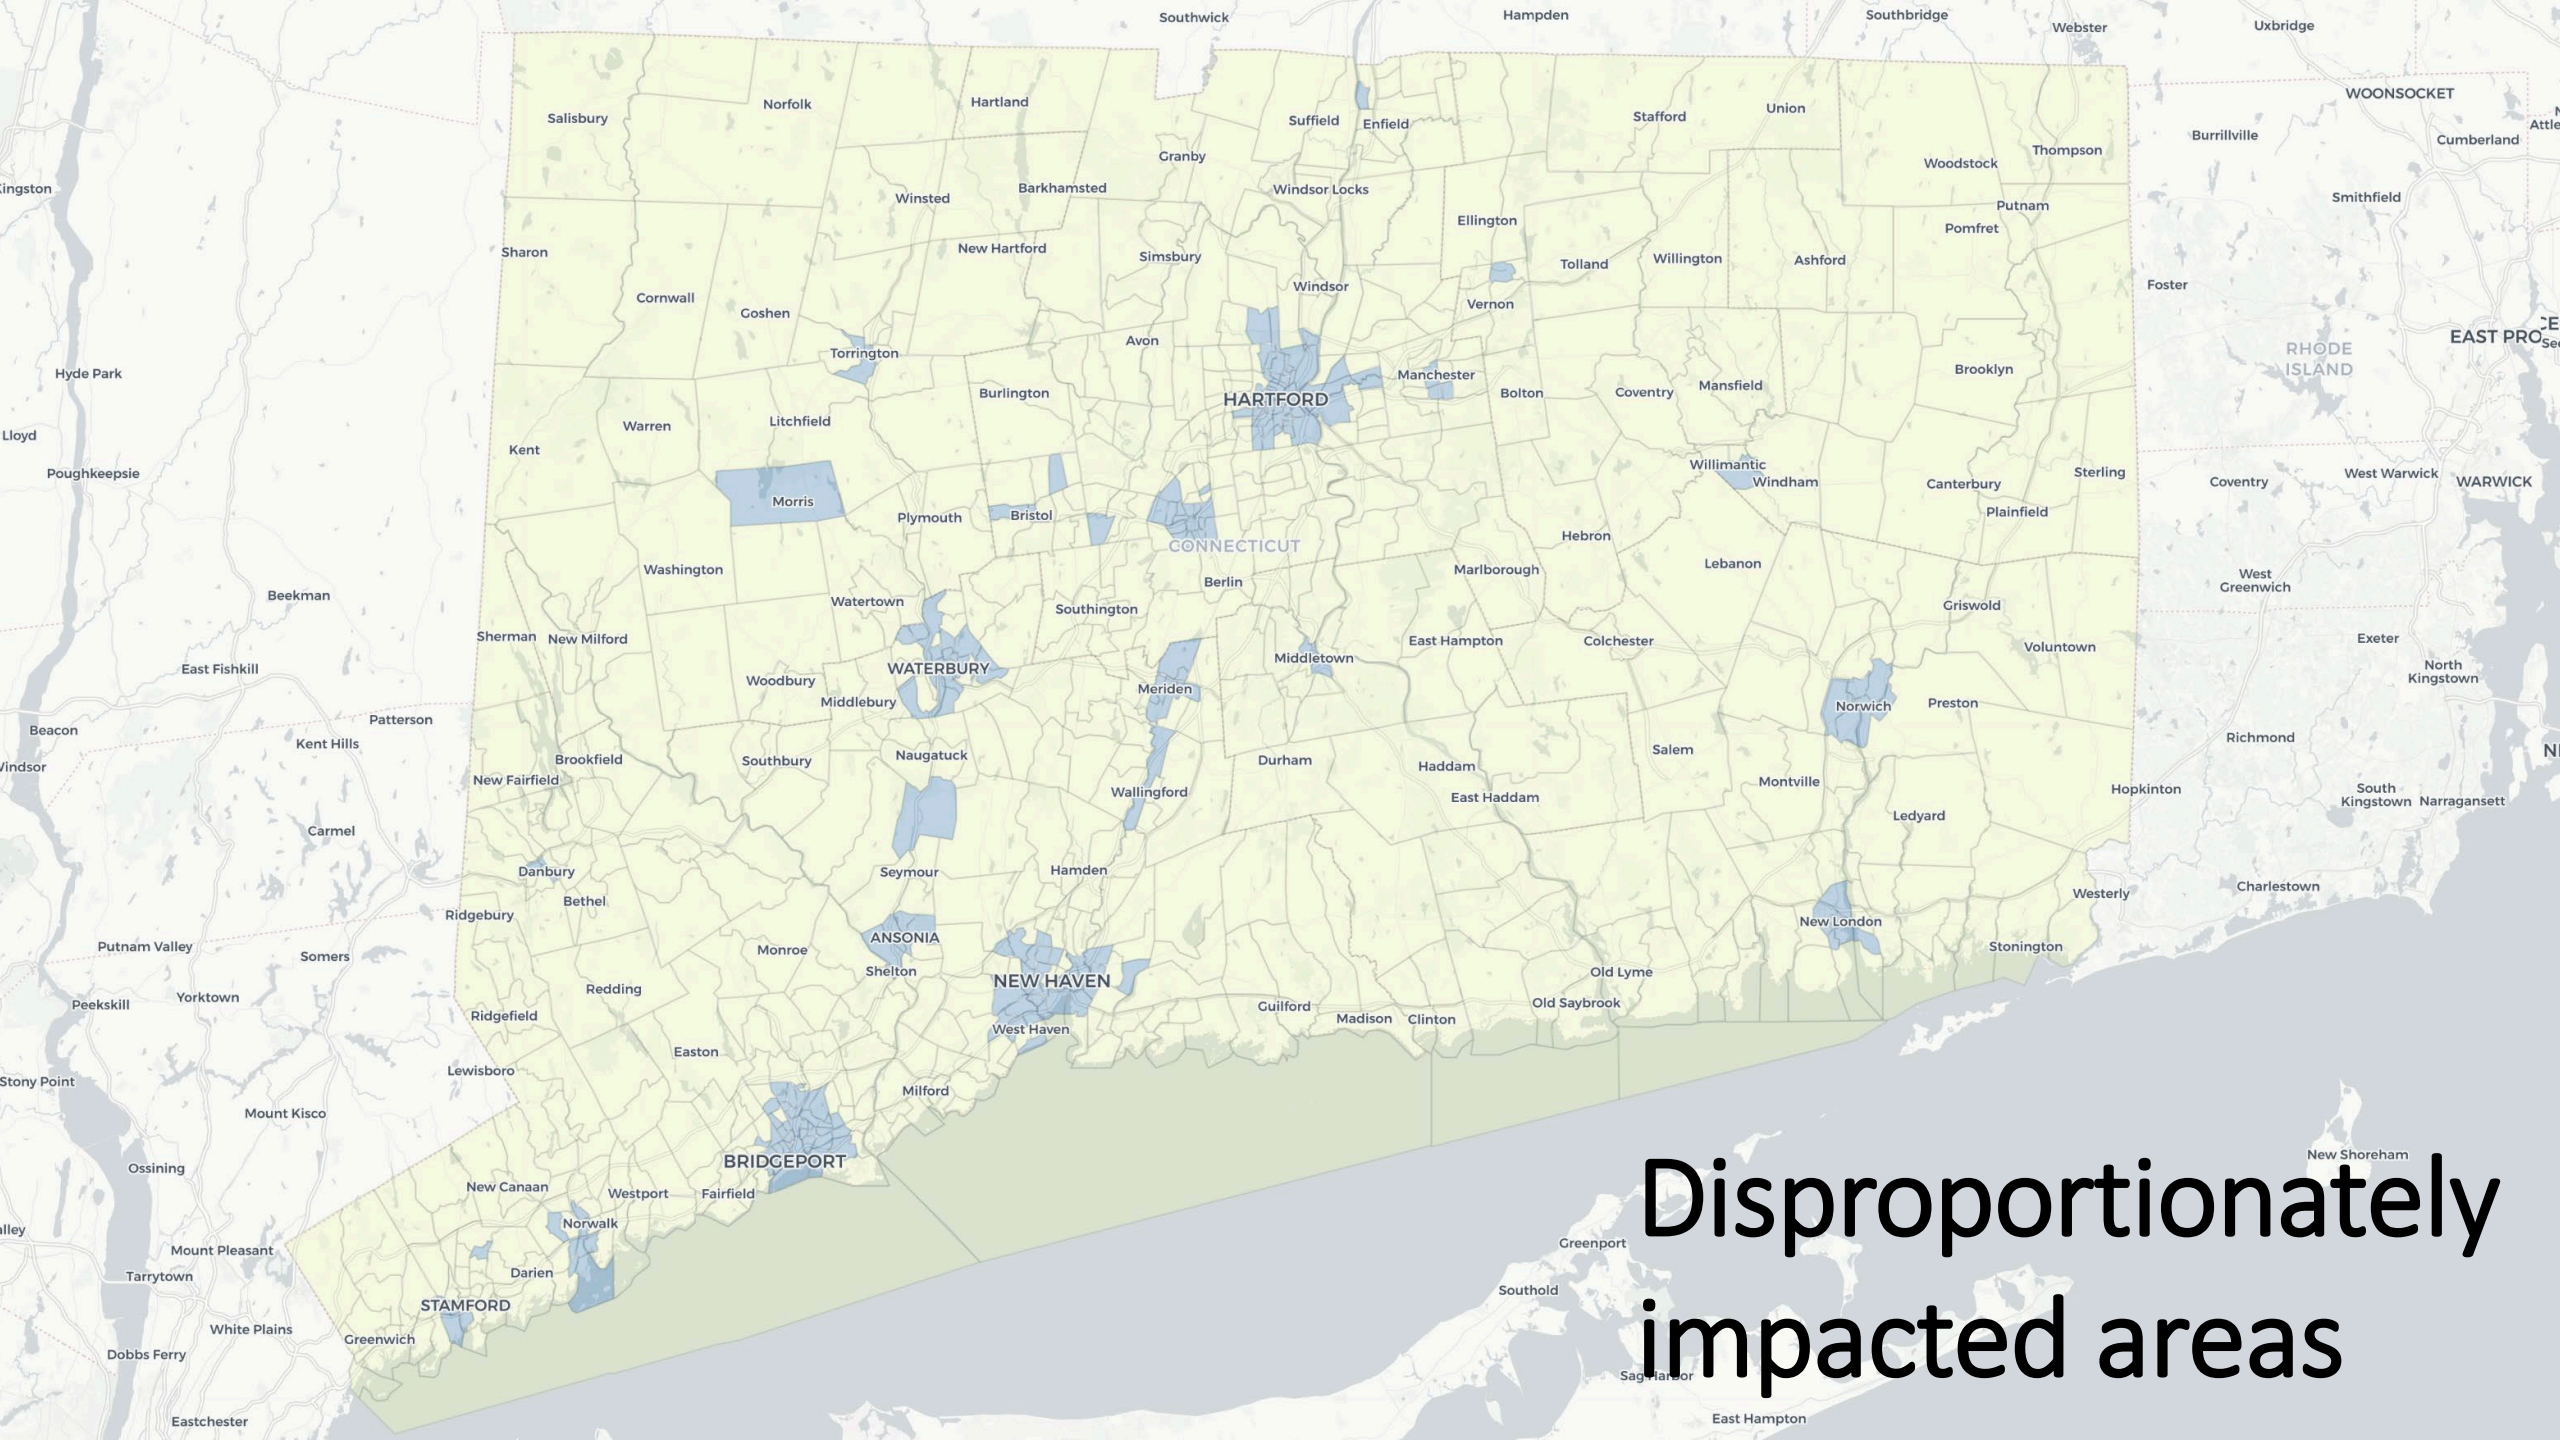 Southwick
Hampden
Southbridge
Webster
Uxbridge
WOONSOCKET
Salisbury
Norfolk
Hartland
Suffield
Enfield
Stafford
Union
Burrillville
Cumberland
Granby
Woodstock
Thompson
Winsted
Barkhamsted
Windsor Locks
Smithfield
Putnam
Ellington
Pomfret
Sharon
New Hartford
Simsbury
Tolland
Willington
Ashford
Windsor
Foster
Cornwall
Goshen
Vernon
EAST PRO
Avon
RHODE
ISLAND
Torrington
Hyde Park
Manchester
Brooklyn
Burlington
HARTFORD
Bolton
Coventry
Mansfield
Warren
Litchfield
Lloyd
Kent
Poughkeepsie
Willimantic
Windham
Sterling
West Warwick
Coventry
WARWICK
Canterbury
Morris
Plymouth
Bristol
Plainfield
CONNECTICUT
Hebron
Washington
Berlin
Marlborough
Lebanon
West
Greenwich
Beekman
Watertown
Southington
Griswold
Sherman
New Milford
East Hampton
Colchester
Exeter
Voluntown
East Fishkill
WATERBURY
Middletown
North
Kingstown
Woodbury
Meriden
Middlebury
Norwich
Preston
Patterson
Beacon
Kent Hills
Richmond
Brookfield
Southbury
Naugatuck
Durham
Haddam
Salem
New Fairfield
Wallingford
East Haddam
Montville
Hopkinton
South
Kingstown
Narragansett
Carmel
Ledyard
Danbury
Seymour
Hamden
Bethel
Westerly
Charlestown
Ridgebury
New London
Putnam Valley
Somers
Monroe
ANSONIA
Stonington
Shelton
NEW HAVEN
Old Lyme
Redding
Peekskill
Yorktown
Ridgefield
West Haven
Guilford
Madison
Clinton
Old Saybrook
Easton
Lewisboro
Stony Point
Milford
Mount Kisco
Ossining
BRIDGEPORT
New Shoreham
New Canaan
Westport
Fairfield
Disproportionately
impacted areas
Norwalk
Mount Pleasant
Greenport
Tarrytown
Darien
Southold
STAMFORD
White Plains
Greenwich
Dobbs Ferry
Sag Harbor
Eastchester
East Hampton